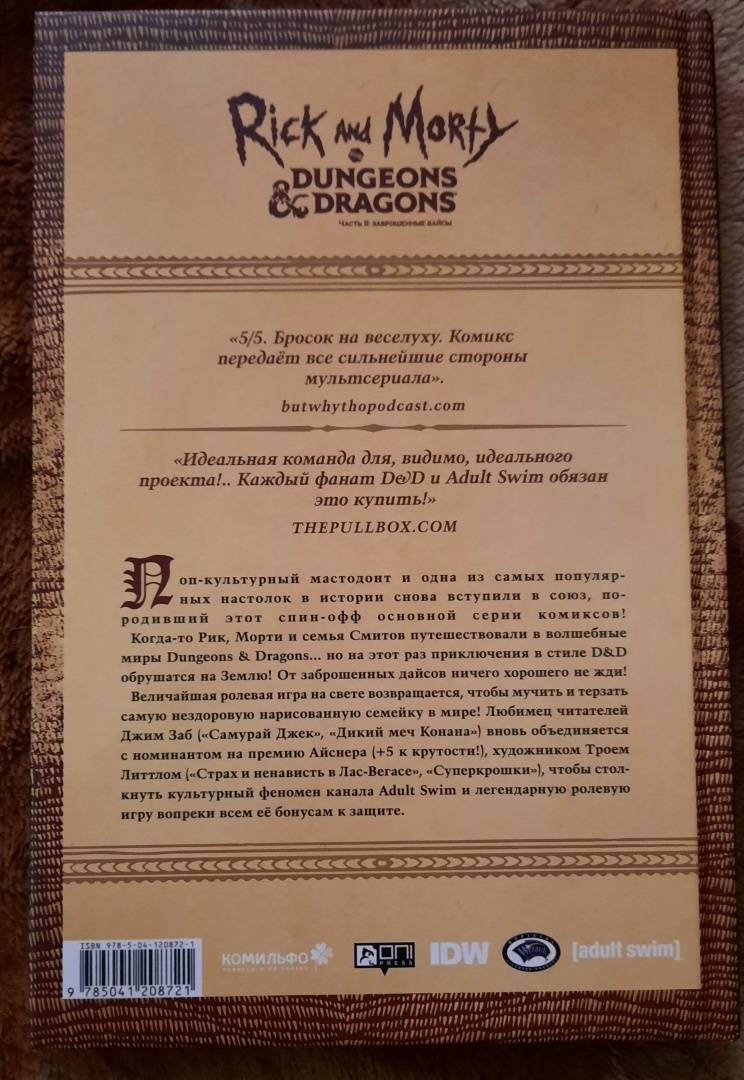 Rick and Morty
vs
DUNGEONS
& DRAGONS
Часть II: Заброшенные дайсы
«5/5. Бросок на веселуху. Комикс
передаёт все сильнейшие стороны
мультсериала».
butwhythopodcast.com
«Идеальная команда для, видимо, идеального
проекта!.. Каждый фанат D&D и Adult Swim обязан
это купить!»
THEPULLBOX.COM
Поп-культурный мастодонт и одна из самых популяр-
ных настолок в истории снова вступили в союз, по-
родивший этот спин-офф основной серии комиксов!
Когда-то Рик, Морти и семья Смитов путешествовали в волшебные
миры Dungeons & Dragons... но на этот раз приключения в стиле D&D
обрушатся на Землю! От заброшенных дайсов ничего хорошего не жди!
Величайшая ролевая игра на свете возвращается, чтобы мучить и терзать
самую нездоровую нарисованную семейку в мире! Любимец читателей
Джим Заб («Самурай Джек», «Дикий меч Конана») вновь объединяется
с номинантом на премию Айснера (+5 к крутости!), художником Троем
Литтлом («Страх и ненависть в Лас-Вегасе», «Суперкрошки»), чтобы стол-
кнуть культурный феномен канала Adult Swim и легендарную ролевую
игру вопреки всем её бонусам к защите.
ISBN 978-5-04-120872-1
9 785041 208721
КОМИЛЬФО
ONI
PRESS
IDW
[adult swim]